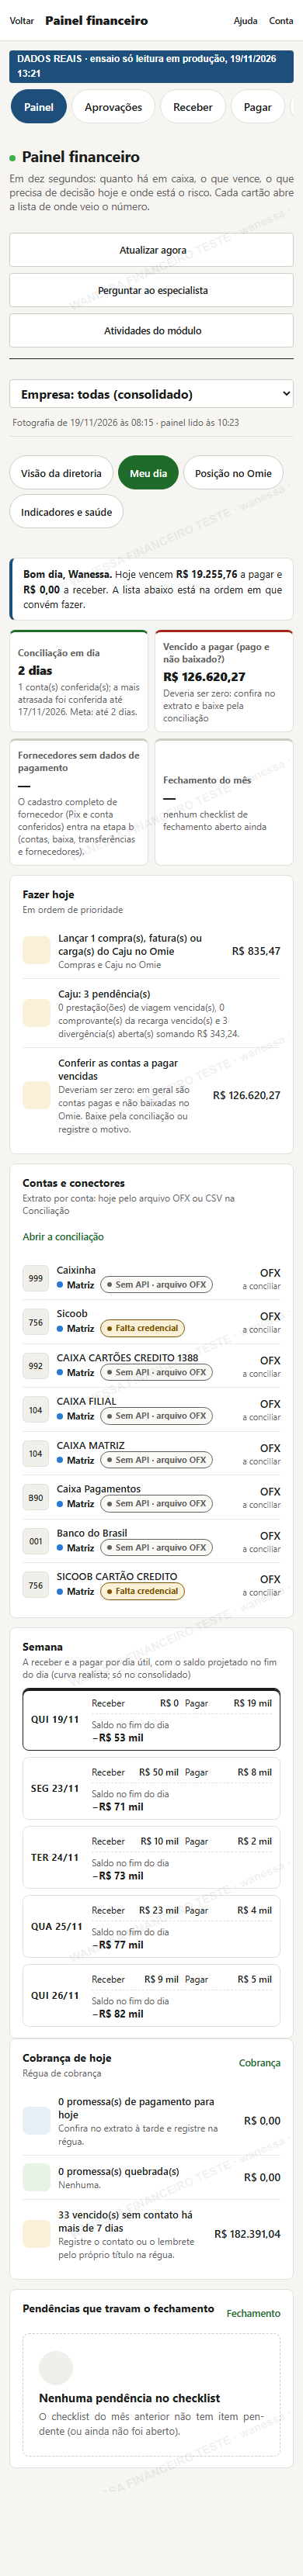 Voltar Painel financeiro Ajuda Conta
DADOS REAIS · ensaio só leitura em produção, 19/11/2026
13:21
Painel Aprovações Receber Pagar
Painel financeiro
Em dez segundos: quanto há em caixa, o que vence, o que
precisa de decisão hoje e onde está o risco. Cada cartão abre
a lista de onde veio o número.
Atualizar agora
Perguntar ao especialista
Atividades do módulo
Empresa: todas (consolidado)
Fotografia de 19/11/2026 às 08:15 · painel lido às 10:23
Visão da diretoria Meu dia Posição no Omie
Indicadores e saúde
Bom dia, Wanessa. Hoje vencem R$ 19.255,76 a pagar e
R$ 0,00 a receber. A lista abaixo está na ordem em que
convém fazer.
Conciliação em dia
2 dias
1 conta(s) conferida(s); a mais
atrasada foi conferida até
17/11/2026. Meta: até 2 dias.
Vencido a pagar (pago e
não baixado?)
R$ 126.620,27
Deveria ser zero: confira no
extrato e baixe pela
conciliação
Fornecedores sem dados de
pagamento
—
O cadastro completo de
fornecedor (Pix e conta
conferidos) entra na etapa b
(contas, baixa, transferências
e fornecedores).
Fechamento do mês
—
nenhum checklist de
fechamento aberto ainda
Fazer hoje
Em ordem de prioridade
Lançar 1 compra(s), fatura(s) ou
carga(s) do Caju no Omie
Compras e Caju no Omie
R$ 835,47
Caju: 3 pendência(s)
0 prestação(ões) de viagem vencida(s), 0
comprovante(s) da recarga vencido(s) e 3
divergência(s) aberta(s) somando R$ 343,24.
Conferir as contas a pagar
vencidas
Deveriam ser zero: em geral são
contas pagas e não baixadas no
Omie. Baixe pela conciliação ou
registre o motivo.
R$ 126.620,27
Contas e conectores
Extrato por conta: hoje pelo arquivo OFX ou CSV na
Conciliação
Abrir a conciliação
999 Caixinha OFX
Matriz Sem API · arquivo OFX a conciliar
756 Sicoob OFX
Matriz Falta credencial a conciliar
992 CAIXA CARTÕES CREDITO 1388 OFX
Matriz Sem API · arquivo OFX a conciliar
104 CAIXA FILIAL OFX
Matriz Sem API · arquivo OFX a conciliar
104 CAIXA MATRIZ OFX
Matriz Sem API · arquivo OFX a conciliar
B90 Caixa Pagamentos OFX
Matriz Sem API · arquivo OFX a conciliar
001 Banco do Brasil OFX
Matriz Sem API · arquivo OFX a conciliar
756 SICOOB CARTÃO CREDITO OFX
Matriz Falta credencial a conciliar
Semana
A receber e a pagar por dia útil, com o saldo projetado no fim
do dia (curva realista; só no consolidado)
QUI 19/11 Receber R$ 0 Pagar R$ 19 mil
Saldo no fim do dia
−R$ 53 mil
SEG 23/11 Receber R$ 50 mil Pagar R$ 8 mil
Saldo no fim do dia
−R$ 71 mil
TER 24/11 Receber R$ 10 mil Pagar R$ 2 mil
Saldo no fim do dia
−R$ 73 mil
QUA 25/11 Receber R$ 23 mil Pagar R$ 4 mil
Saldo no fim do dia
−R$ 77 mil
QUI 26/11 Receber R$ 9 mil Pagar R$ 5 mil
Saldo no fim do dia
−R$ 82 mil
Cobrança de hoje Cobrança
Régua de cobrança
0 promessa(s) de pagamento para
hoje
Confira no extrato à tarde e registre na
régua.
R$ 0,00
0 promessa(s) quebrada(s)
Nenhuma.
R$ 0,00
33 vencido(s) sem contato há
mais de 7 dias
Registre o contato ou o lembrete
pelo próprio título na régua.
R$ 182.391,04
Pendências que travam o fechamento Fechamento
Nenhuma pendência no checklist
O checklist do mês anterior não tem item pen-
dente (ou ainda não foi aberto).
WANESSA FINANCEIRO TESTE · wanessa